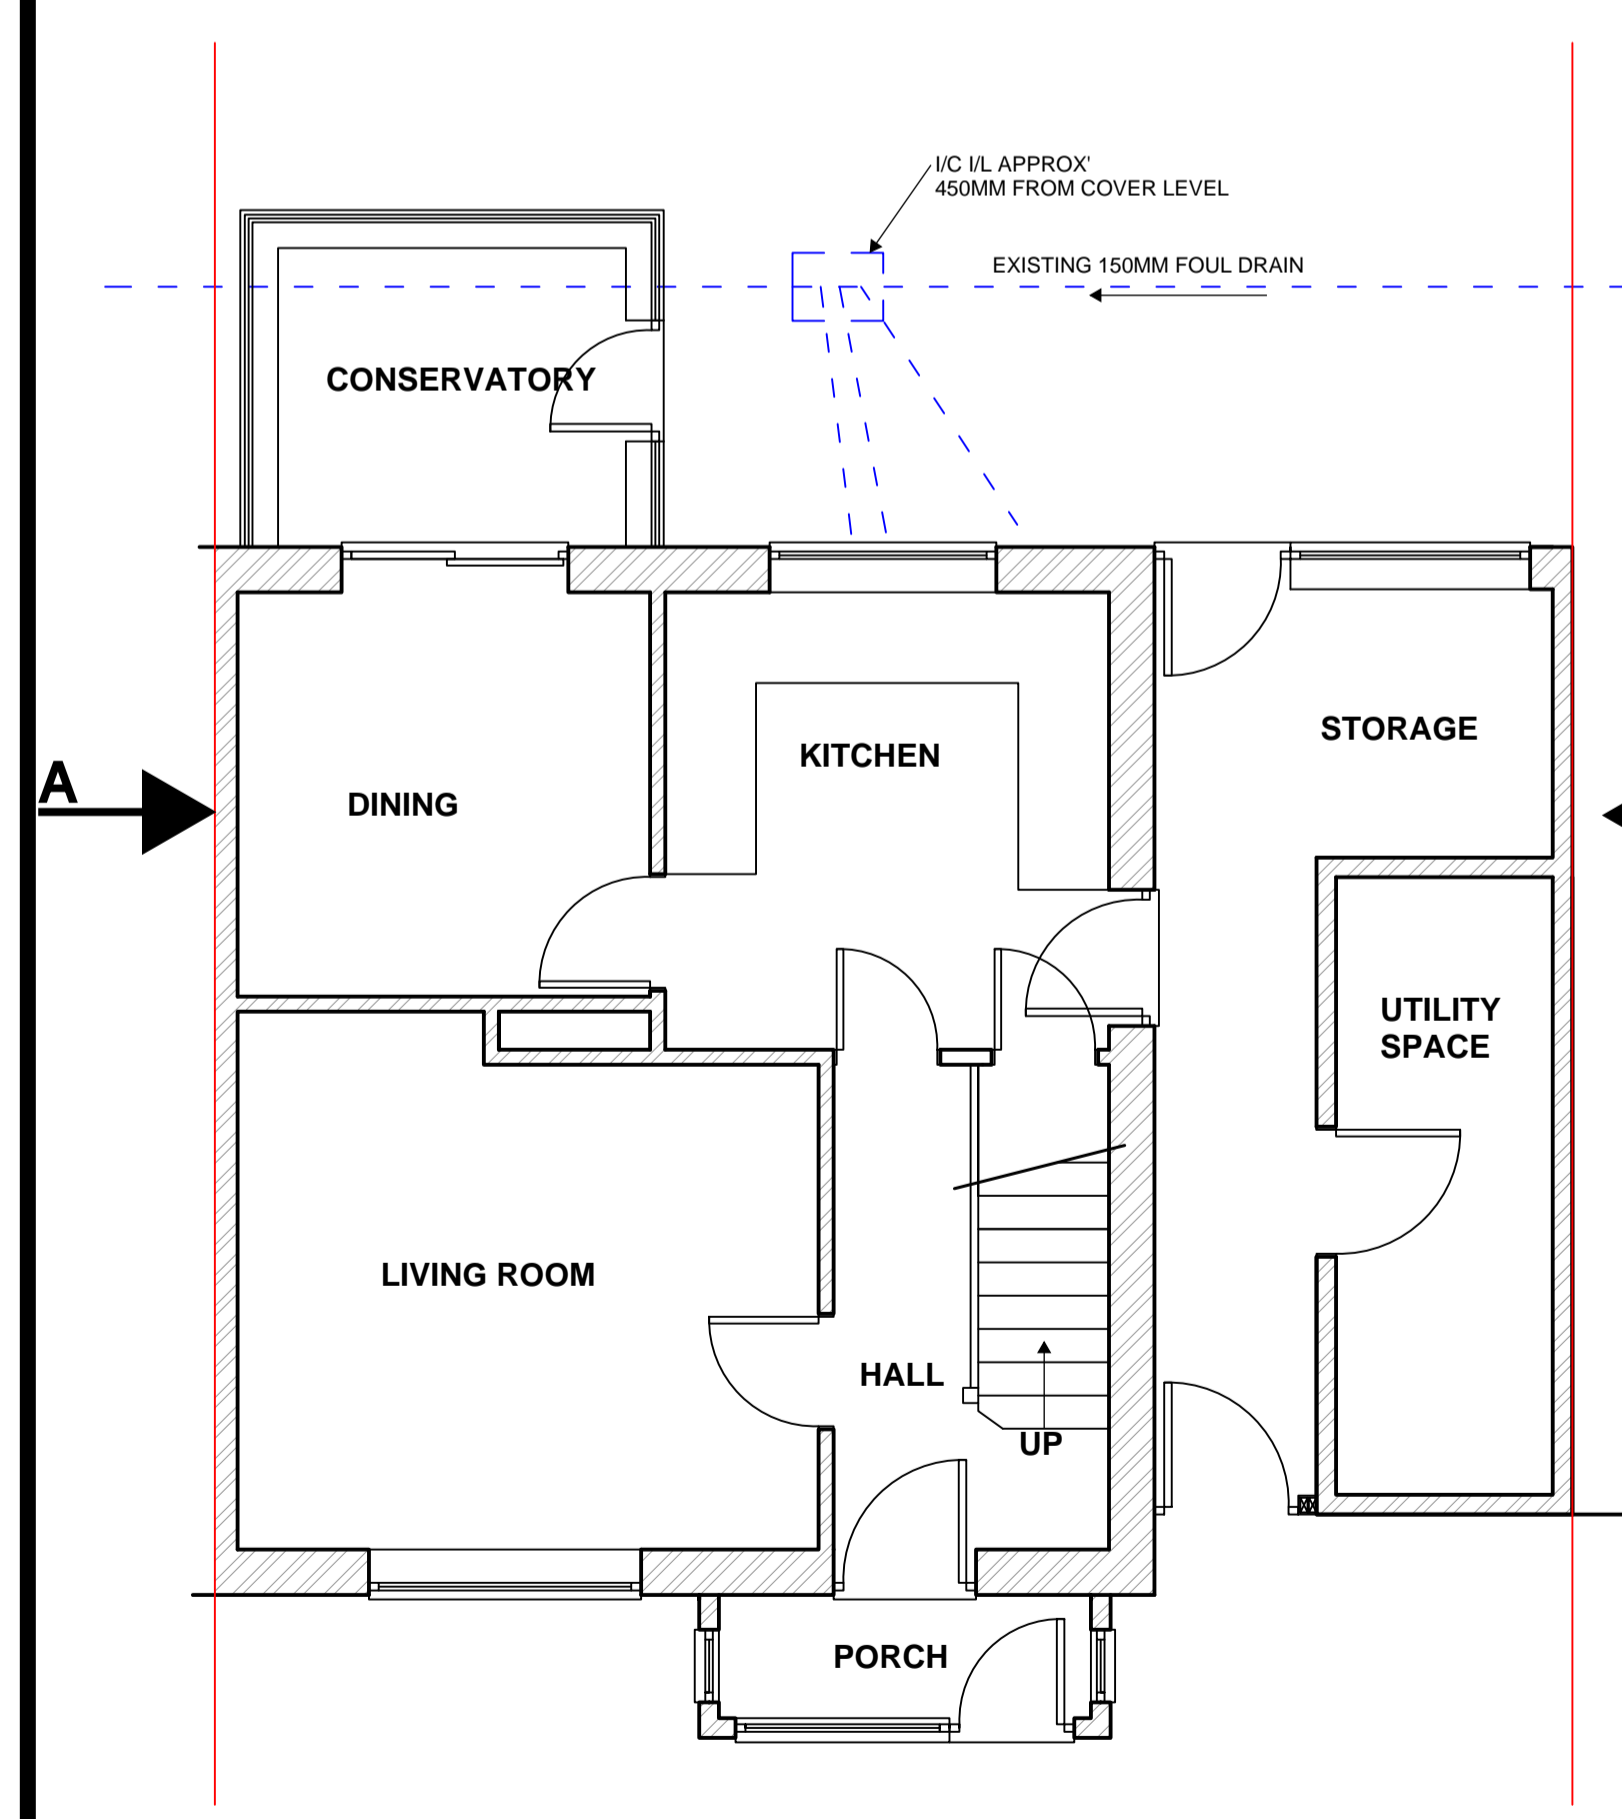 I/C I/L APPROX'
450MM FROM COVER LEVEL
EXISTING 150MM FOUL DRAIN
CONSERVATORY
STORAGE
KITCHEN
A
DINING
UTILITY
SPACE
LIVING ROOM
HALL
UP
PORCH